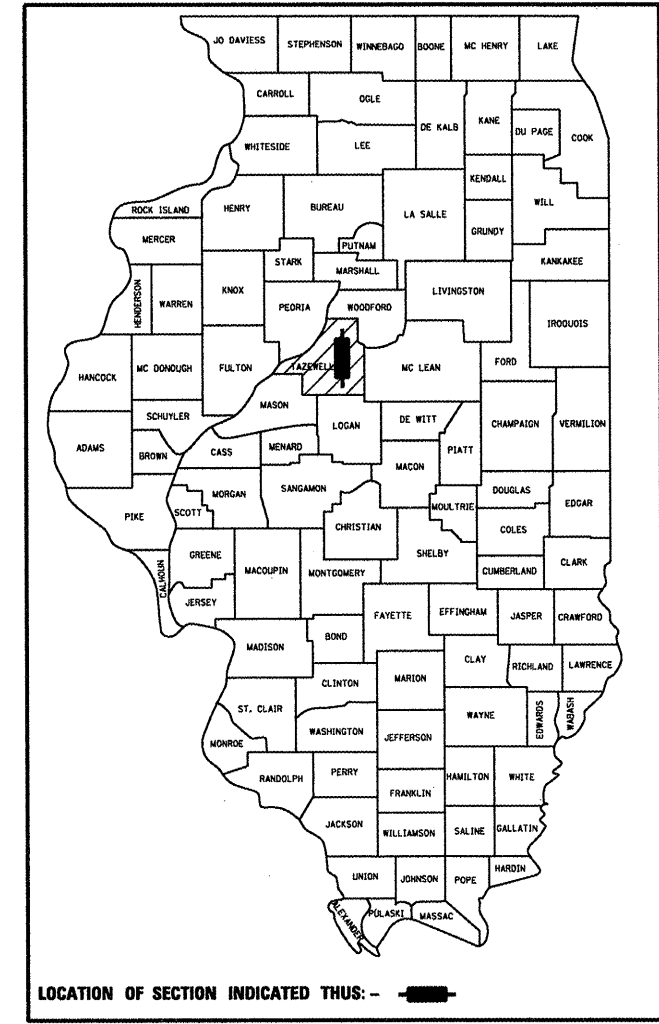 JO DAVIESS
STEPHENSON
WINNEBAGO
BOONE
MC HENRY
LAKE
CARROLL
OGLE
DE KALB
KANE
DU PAGE
COOK
WHITESIDE
LEE
KENDALL
WILL
ROCK ISLAND
HENRY
BUREAU
LA SALLE
GRUNDY
MERCER
PUTNAM
KANKAKEE
STARK
MARSHALL
HENDERSON
WARREN
KNOX
PEORIA
WOODFORD
LIVINGSTON
IROQUOIS
HANCOCK
MC DONOUGH
FULTON
TAZEWELL
MC LEAN
FORD
SCHUYLER
MASON
LOGAN
DE WITT
CHAMPAIGN
VERMILION
ADAMS
BROWN
CASS
MENARD
MACON
PIATT
PIKE
SCOTT
MORGAN
SANGAMON
CHRISTIAN
MOULTRIE
DOUGLAS
EDGAR
COLES
CALHOUN
GREENE
MACOUPIN
MONTGOMERY
SHELBY
CUMBERLAND
CLARK
JERSEY
FAYETTE
EFFINGHAM
JASPER
CRAWFORD
MADISON
BOND
CLAY
RICHLAND
LAWRENCE
CLINTON
MARION
ST. CLAIR
WAYNE
EDWARDS
WABASH
MONROE
WASHINGTON
JEFFERSON
RANDOLPH
PERRY
HAMILTON
WHITE
FRANKLIN
JACKSON
WILLIAMSON
SALINE
GALLATIN
UNION
JOHNSON
POPE
HARDIN
ALEXANDER
PULASKI
MASSAC
LOCATION OF SECTION INDICATED THUS: -